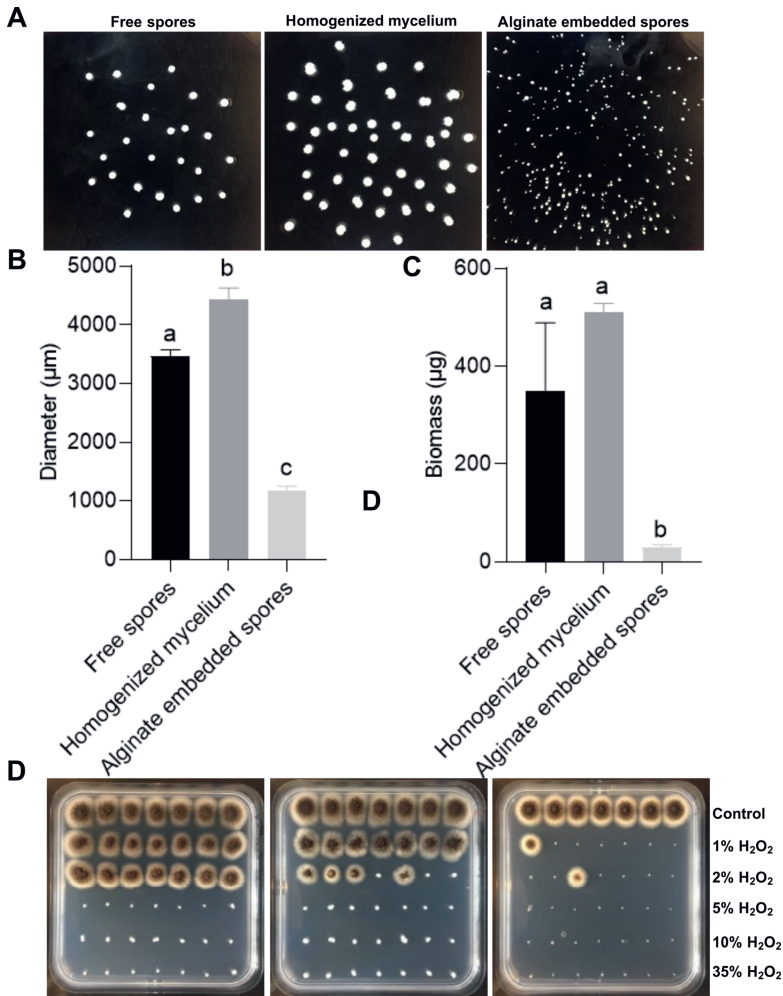 A
Free spores
Homogenized mycelium
Alginate embedded spores
B
5000
4000
3000
2000
1000
0
Diameter (µm)
a
b
c
Free spores
Homogenized mycelium
Alginate embedded spores
C
600
400
200
0
Biomass (µg)
a
a
b
Free spores
Homogenized mycelium
Alginate embedded spores
D
D
Control
1% H₂O₂
2% H₂O₂
5% H₂O₂
10% H₂O₂
35% H₂O₂